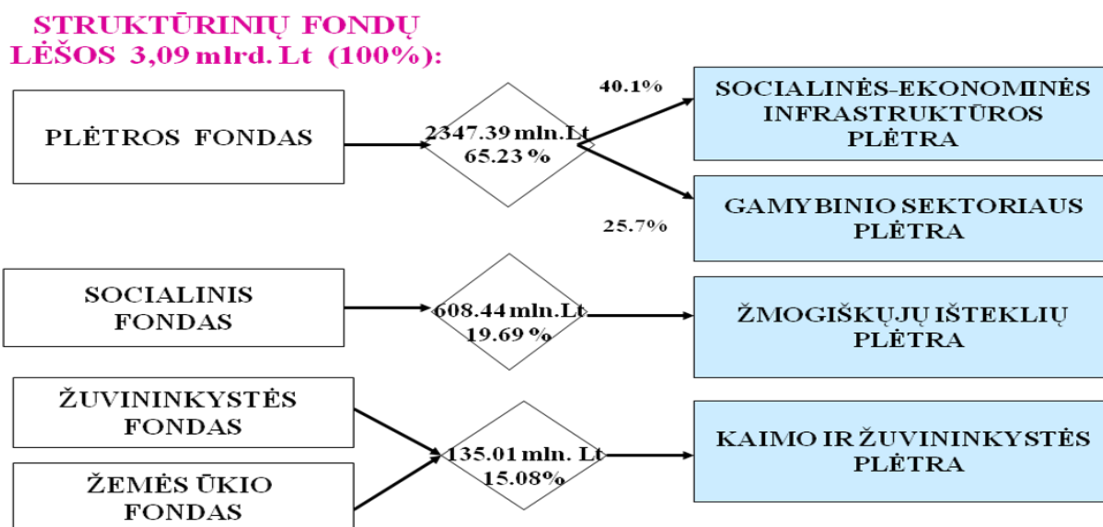 STRUKTŪRINIŲ FONDŲ
LĖŠOS 3,09 mlrd. Lt (100%):
PLĖTROS FONDAS
2347.39 mln.Lt
65.23 %
40.1%
SOCIALINĖS-EKONOMINĖS
INFRASTRUKTŪROS
PLĖTRA
25.7%
GAMYBINIO SEKTORIAUS
PLĖTRA
SOCIALINIS
FONDAS
608.44 mln.Lt
19.69 %
ŽMOGIŠKŲJŲ IŠTEKLIŲ
PLĖTRA
ŽUVININKYSTĖS
FONDAS
ŽEMĖS ŪKIO
FONDAS
135.01 mln. Lt
15.08%
KAIMO IR ŽUVININKYSTĖS
PLĖTRA